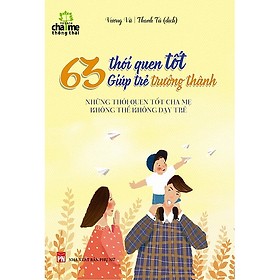 Vương Vũ | Thanh Tú (dịch)
cha mẹ
thông thái
63 thói quen tốt
Giúp trẻ trưởng thành
NHỮNG THÓI QUEN TỐT CHA MẸ
KHÔNG THỂ KHÔNG DẠY TRẺ
PN
NHÀ XUẤT BẢN PHỤ NỮ